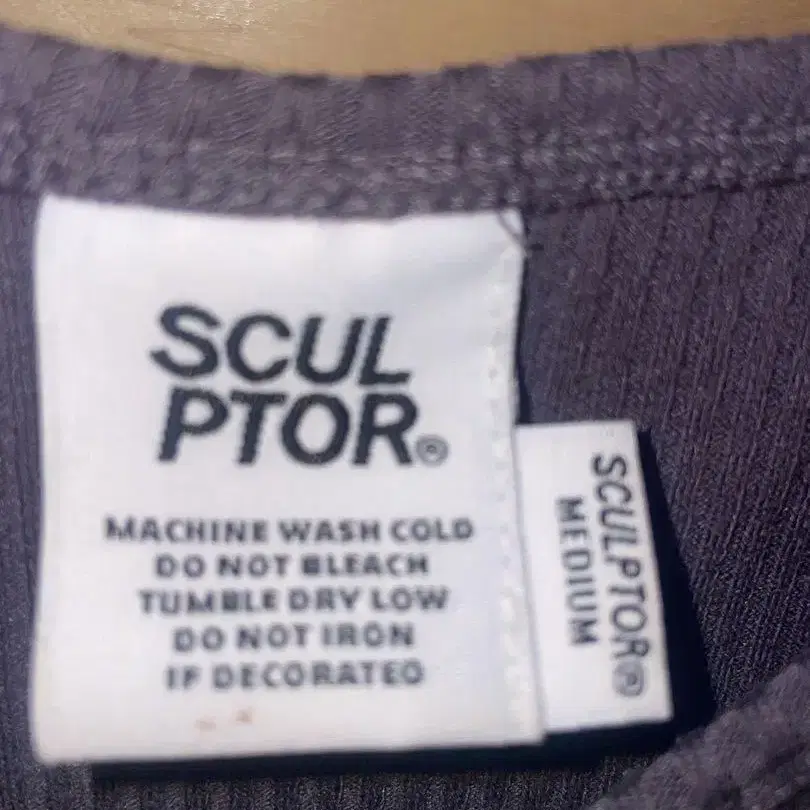 SCUL
PTOR®
MACHINE WASH COLD
DO NOT BLEACH
TUMBLE DRY LOW
DO NOT IRON
IF DECORATED
SCULPTOR®
MEDIUM